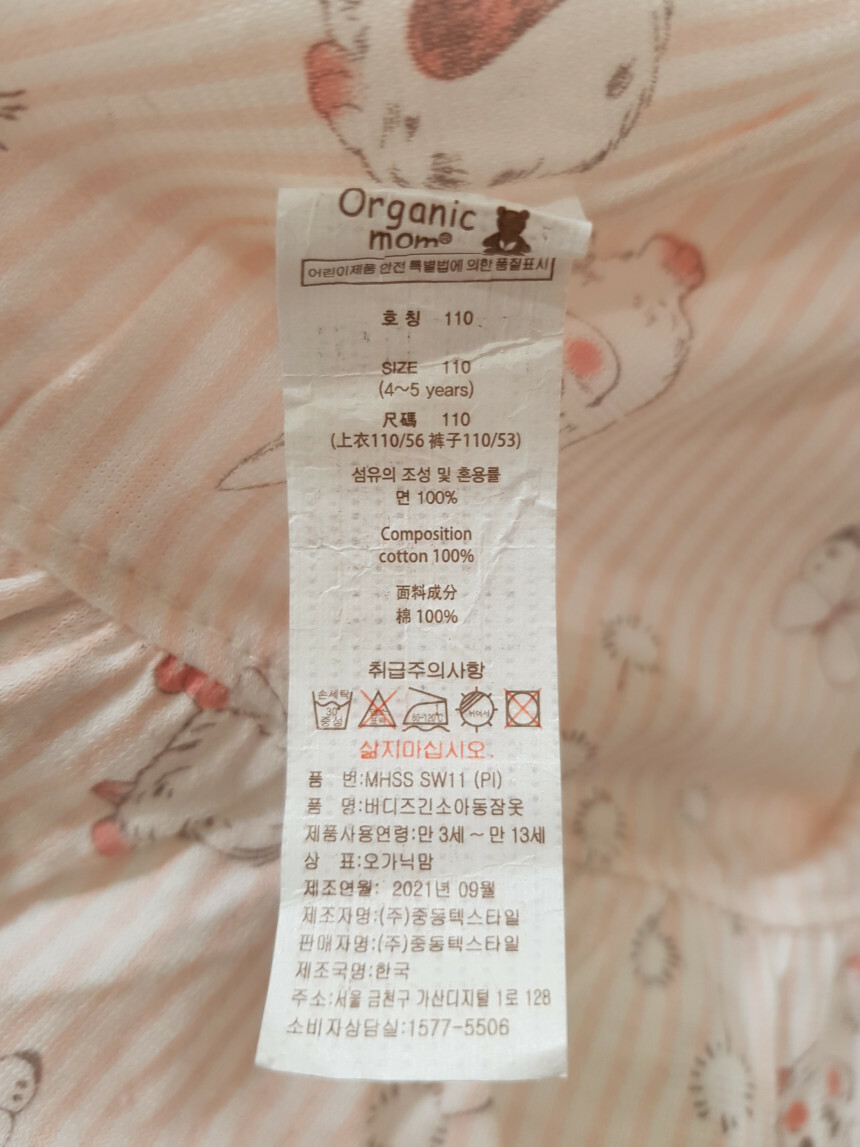 Organic
mom®
어린이제품 안전 특별법에 의한 품질표시
호 칭 110
SIZE 110
(4~5 years)
尺碼 110
(上衣110/56 裤子110/53)
섬유의 조성 및 혼용률
면 100%
Composition
cotton 100%
面料成分
棉 100%
취급주의사항
손세탁
30
중성
80~120℃
삶지마십시오.
품 번:MHSS SW11 (PI)
품 명:버디즈긴소아동잠옷
제품사용연령:만 3세 ~ 만 13세
상 표:오가닉맘
제조연월: 2021년 09월
제조자명:(주)중동텍스타일
판매자명:(주)중동텍스타일
제조국명:한국
주소:서울 금천구 가산디지털 1로 128
소비자상담실:1577-5506